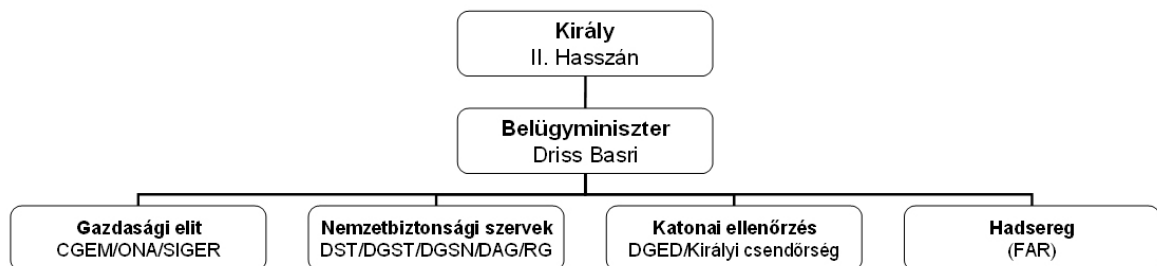 Király
II. Hasszán
Belügyminiszter
Driss Basri
Gazdasági elit
CGEM/ONA/SIGER
Nemzetbiztonsági szervek
DST/DGST/DGSN/DAG/RG
Katonai ellenőrzés
DGED/Királyi csendőrség
Hadsereg
(FAR)